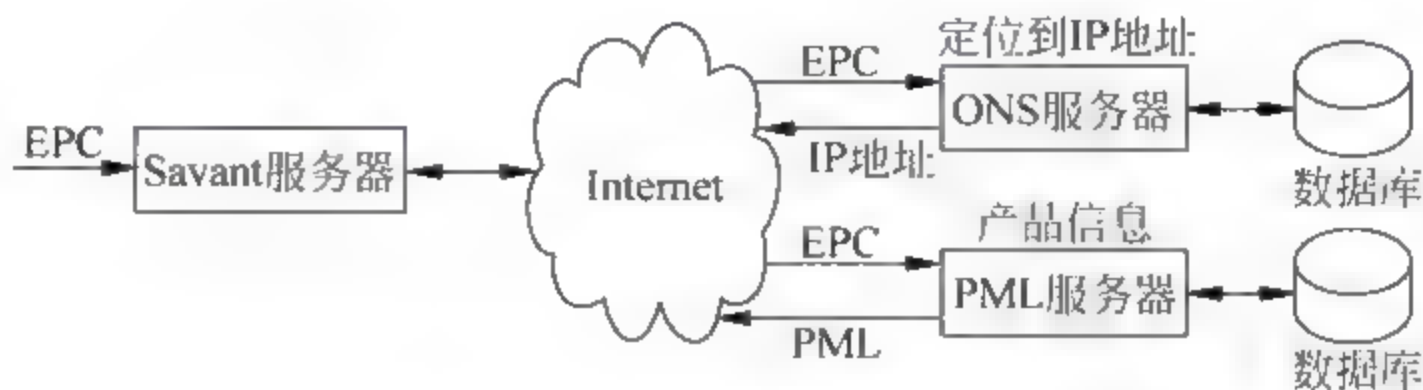 定位到IP地址
EPC
ONS服务器
EPC
Savant服务器
IP地址
数据库
Internet
产品信息
EPC
PML服务器
PML
数据库